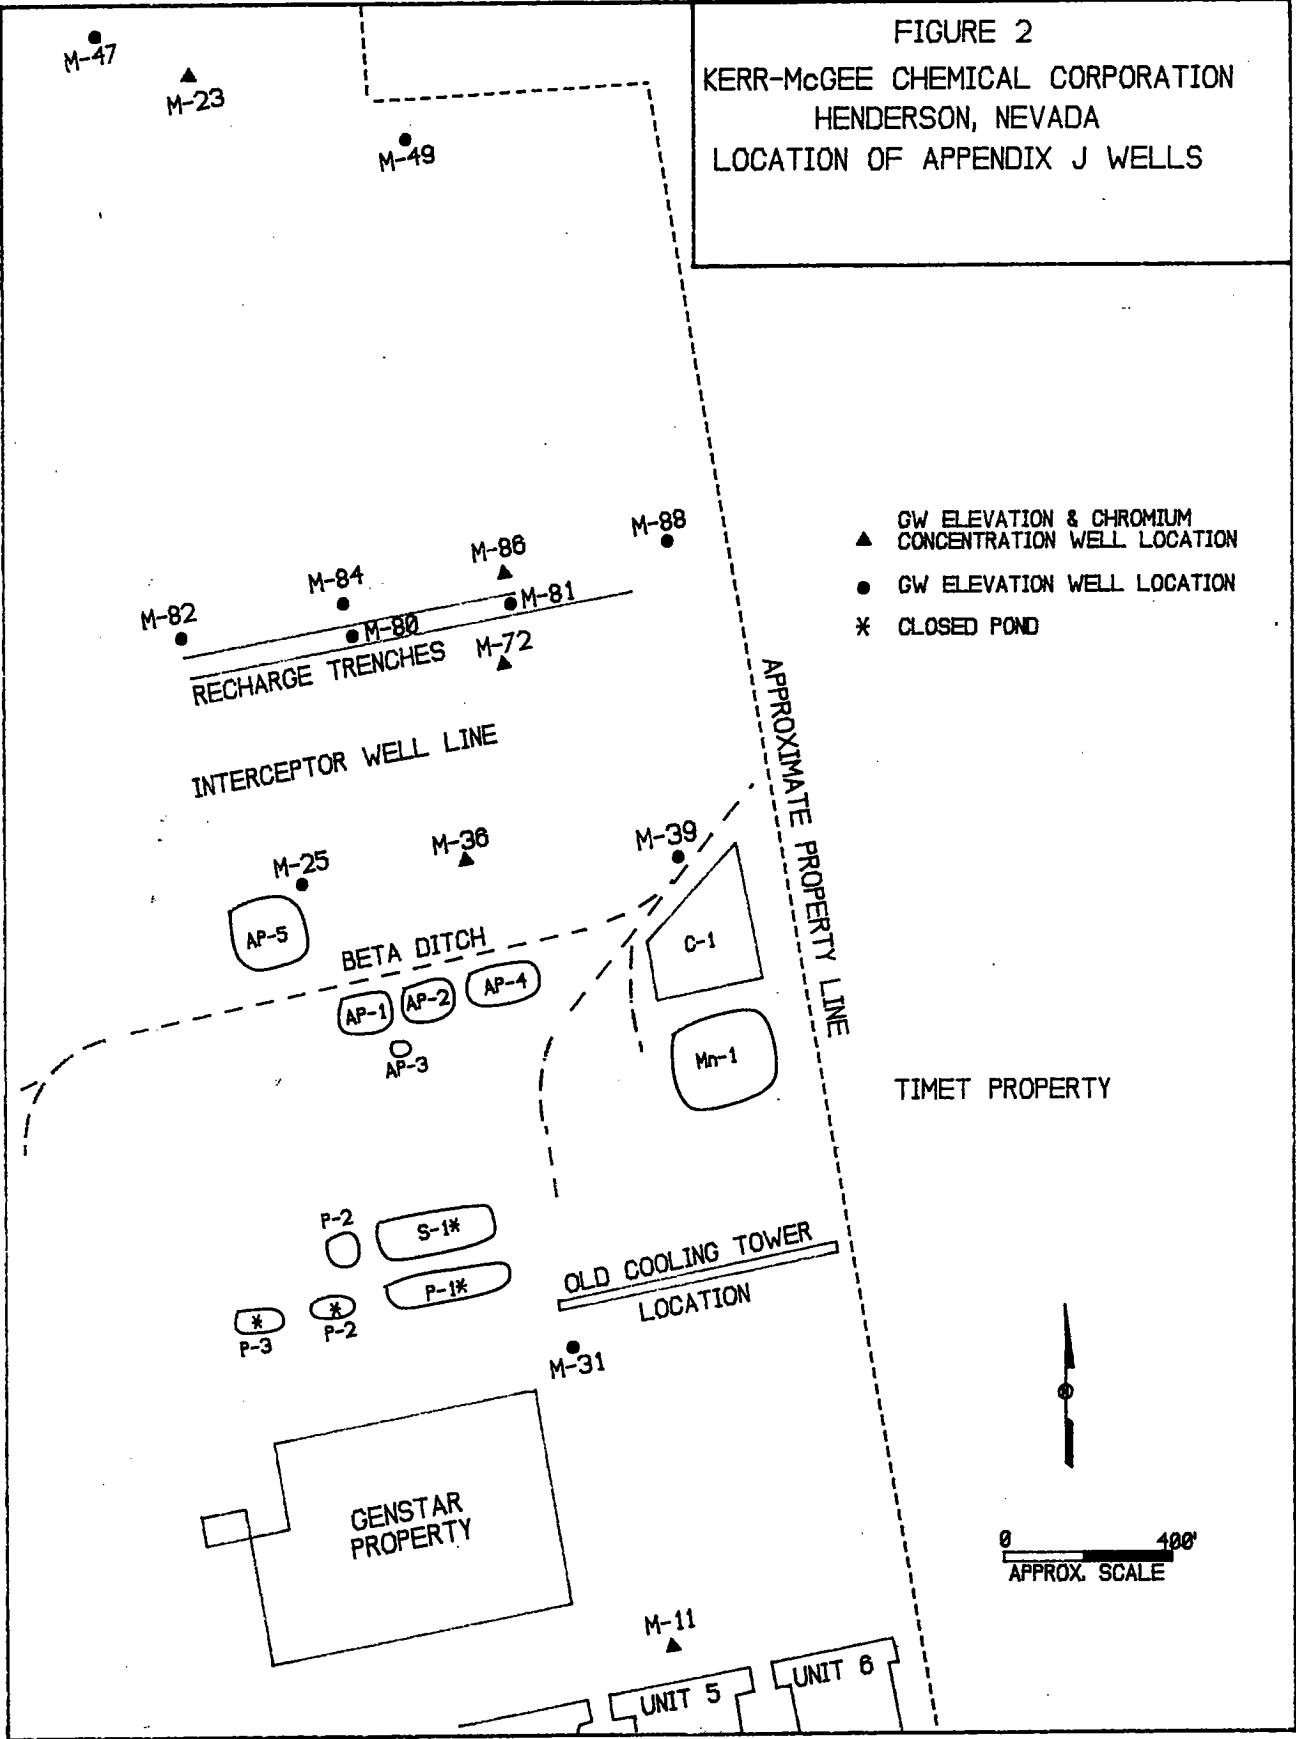 FIGURE 2
KERR-McGEE CHEMICAL CORPORATION
HENDERSON, NEVADA
LOCATION OF APPENDIX J WELLS
M-47
M-23
M-49
GW ELEVATION & CHROMIUM
CONCENTRATION WELL LOCATION
GW ELEVATION WELL LOCATION
* CLOSED POND
M-88
M-86
M-84
M-81
M-82
M-80
M-72
RECHARGE TRENCHES
INTERCEPTOR WELL LINE
APPROXIMATE PROPERTY LINE
M-39
M-36
M-25
AP-5
C-1
BETA DITCH
AP-4
AP-2
AP-1
AP-3
Mn-1
TIMET PROPERTY
P-2
S-1*
P-1*
*
P-2
*
P-3
OLD COOLING TOWER
LOCATION
M-31
GENSTAR
PROPERTY
0 400'
APPROX. SCALE
M-11
UNIT 5
UNIT 6